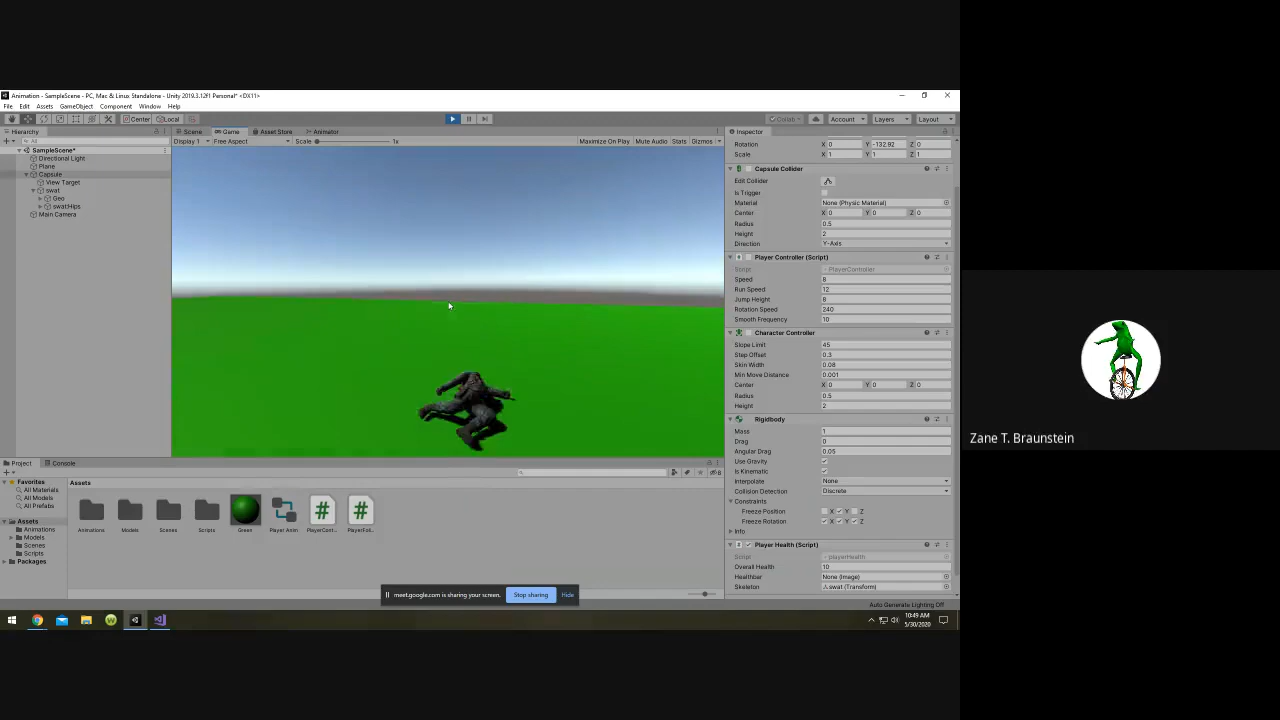 Animation - SampleScene - PC, Mac & Linux Standalone - Unity 2019.3.12f1 Personal* <DX11>
File Edit Assets GameObject Component Window Help
Center Local Collab Account Layers Layout
Hierarchy Scene Game Asset Store Animator Inspector
All Display 1 Free Aspect Scale 1x Maximize On Play Mute Audio Stats Gizmos
SampleScene*
Directional Light
Plane
Capsule
View Target
swat
Geo
swat:Hips
Main Camera
Rotation X 0 Y -132.92 Z 0
Scale X 1 Y 1 Z 1
Capsule Collider
Edit Collider
Is Trigger
Material None (Physic Material)
Center X 0 Y 0 Z 0
Radius 0.5
Height 2
Direction Y-Axis
Player Controller (Script)
Script PlayerController
Speed 8
Run Speed 12
Jump Height 8
Rotation Speed 240
Smooth Frequency 10
Character Controller
Slope Limit 45
Step Offset 0.3
Skin Width 0.08
Min Move Distance 0.001
Center X 0 Y 0 Z 0
Radius 0.5
Height 2
Rigidbody
Mass 1
Drag 0
Angular Drag 0.05
Use Gravity
Is Kinematic
Interpolate None
Collision Detection Discrete
Constraints
Freeze Position X Y Z
Freeze Rotation X Y Z
Info
Player Health (Script)
Script playerHealth
Overall Health 10
Healthbar None (Image)
Skeleton swat (Transform)
Auto Generate Lighting Off
Project Console
Favorites
All Materials
All Models
All Prefabs
Assets
Animations
Models
Scenes
Scripts
Packages
Assets
Animations Models Scenes Scripts Green Player Anim PlayerCont... PlayerFoll...
meet.google.com is sharing your screen. Stop sharing Hide
10:49 AM
5/30/2020
Zane T. Braunstein